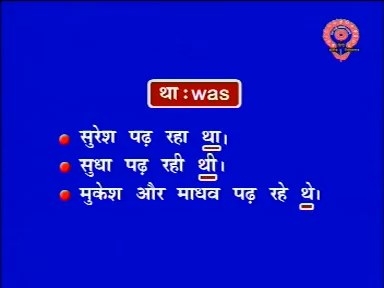 था : was
सुरेश पढ़ रहा था।
सुधा पढ़ रही थी।
मुकेश और माधव पढ़ रहे थे।